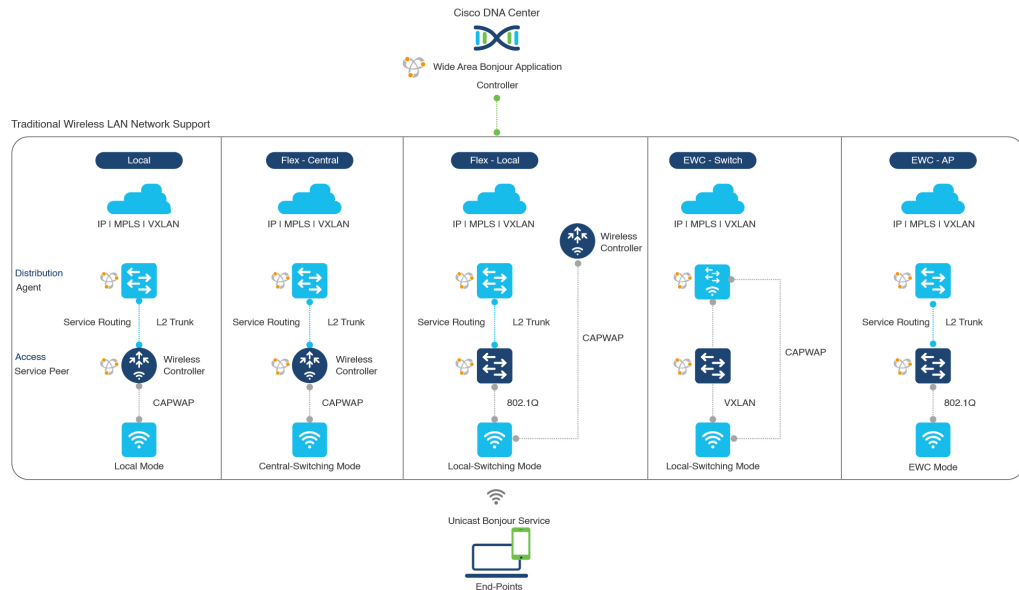 Cisco DNA Center
Wide Area Bonjour Application
Controller
Traditional Wireless LAN Network Support
Local
Flex - Central
Flex - Local
EWC - Switch
EWC - AP
IP I MPLS I VXLAN
IP I MPLS I VXLAN
IP I MPLS I VXLAN
IP I MPLS I VXLAN
IP I MPLS I VXLAN
Wireless
Controller
Distribution
Agent
Service Routing
L2 Trunk
Service Routing
L2 Trunk
Service Routing
L2 Trunk
Service Routing
L2 Trunk
CAPWAP
CAPWAP
Access
Service Peer
Wireless
Controller
Wireless
Controller
CAPWAP
CAPWAP
802.1Q
VXLAN
802.1Q
Local Mode
Central-Switching Mode
Local-Switching Mode
Local-Switching Mode
EWC Mode
Unicast Bonjour Service
End-Points